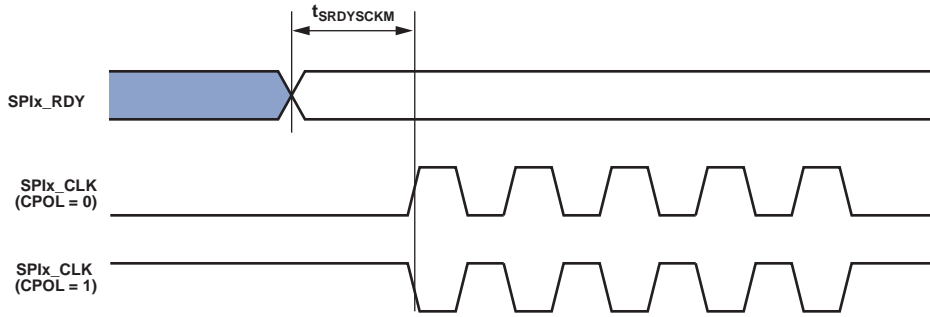 tSRDYSCKM
SPIx_RDY
SPIx_CLK
(CPOL = 0)
SPIx_CLK
(CPOL = 1)